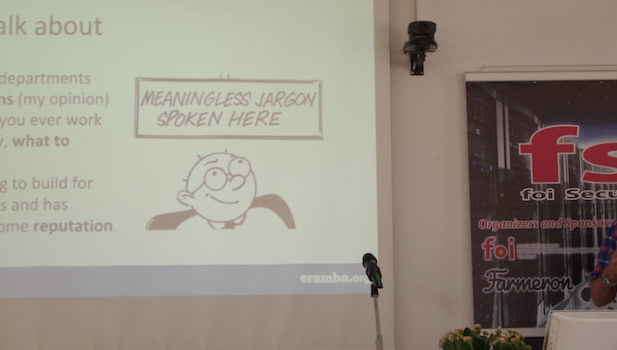 alk about
departments
ns (my opinion)
you ever work
y, what to
ng to build for
s and has
ome reputation.
MEANINGLESS JARGON
SPOKEN HERE
eramba.or
fs
foi Secu
Organizers and Sponsors
foi
Farmeron.